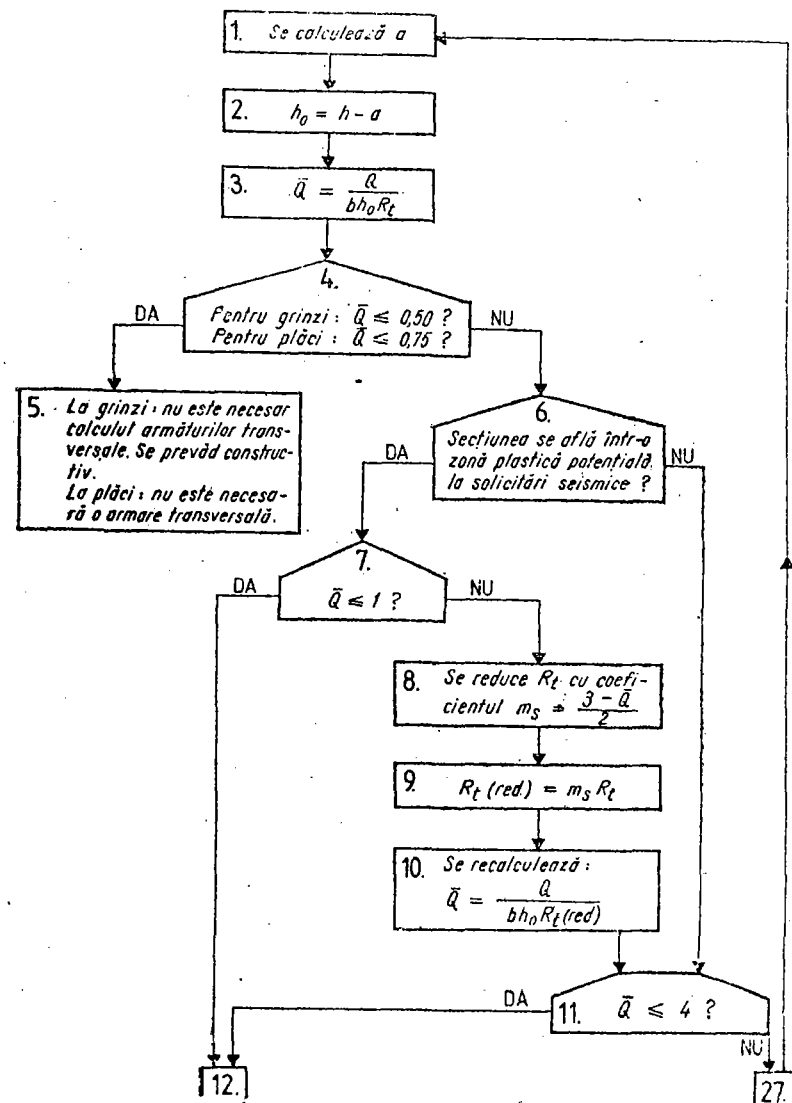 1. Se calculează a
2. h₀ = h - a
3. Q̄ = Q / bh₀Rₜ
4.
Pentru grinzi : Q̄ ≤ 0,50 ?
Pentru plăci : Q̄ ≤ 0,75 ?
DA
NU
5. La grinzi : nu este necesar
calculul armăturilor trans-
versale. Se prevăd construc-
tiv.
La plăci : nu este necesa-
ră o armare transversală.
6.
Secțiunea se află într-o
zonă plastică potențială
la solicitări seismice ?
DA
NU
7.
Q̄ ≤ 1 ?
DA
NU
8. Se reduce Rₜ cu coefi-
cientul mₛ = 3 - Q̄ / 2
9. Rₜ (red) = mₛ Rₜ
10. Se recalculează :
Q̄ = Q / bh₀Rₜ(red)
11. Q̄ ≤ 4 ?
DA
NU
12.
27.